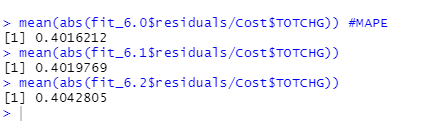 > mean(abs(fit_6.0$residuals/Cost$TOTCHG)) #MAPE
[1] 0.4016212
> mean(abs(fit_6.1$residuals/Cost$TOTCHG))
[1] 0.4019769
> mean(abs(fit_6.2$residuals/Cost$TOTCHG))
[1] 0.4042805
>